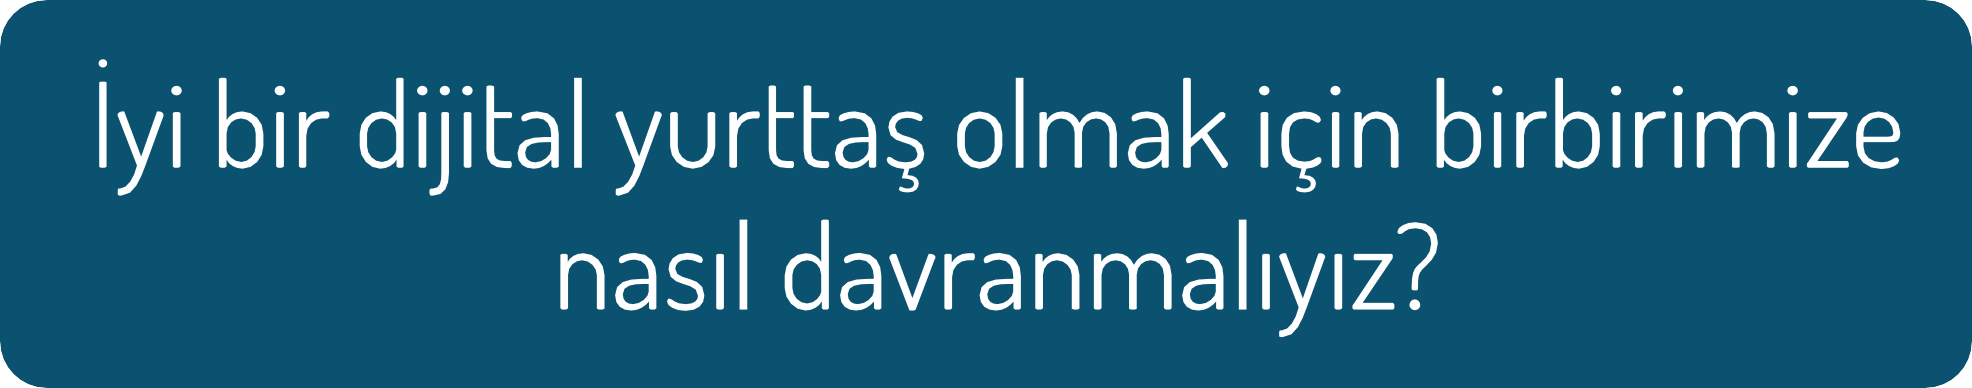 İyi bir dijital yurttaş olmak için birbirimize
nasıl davranmalıyız?